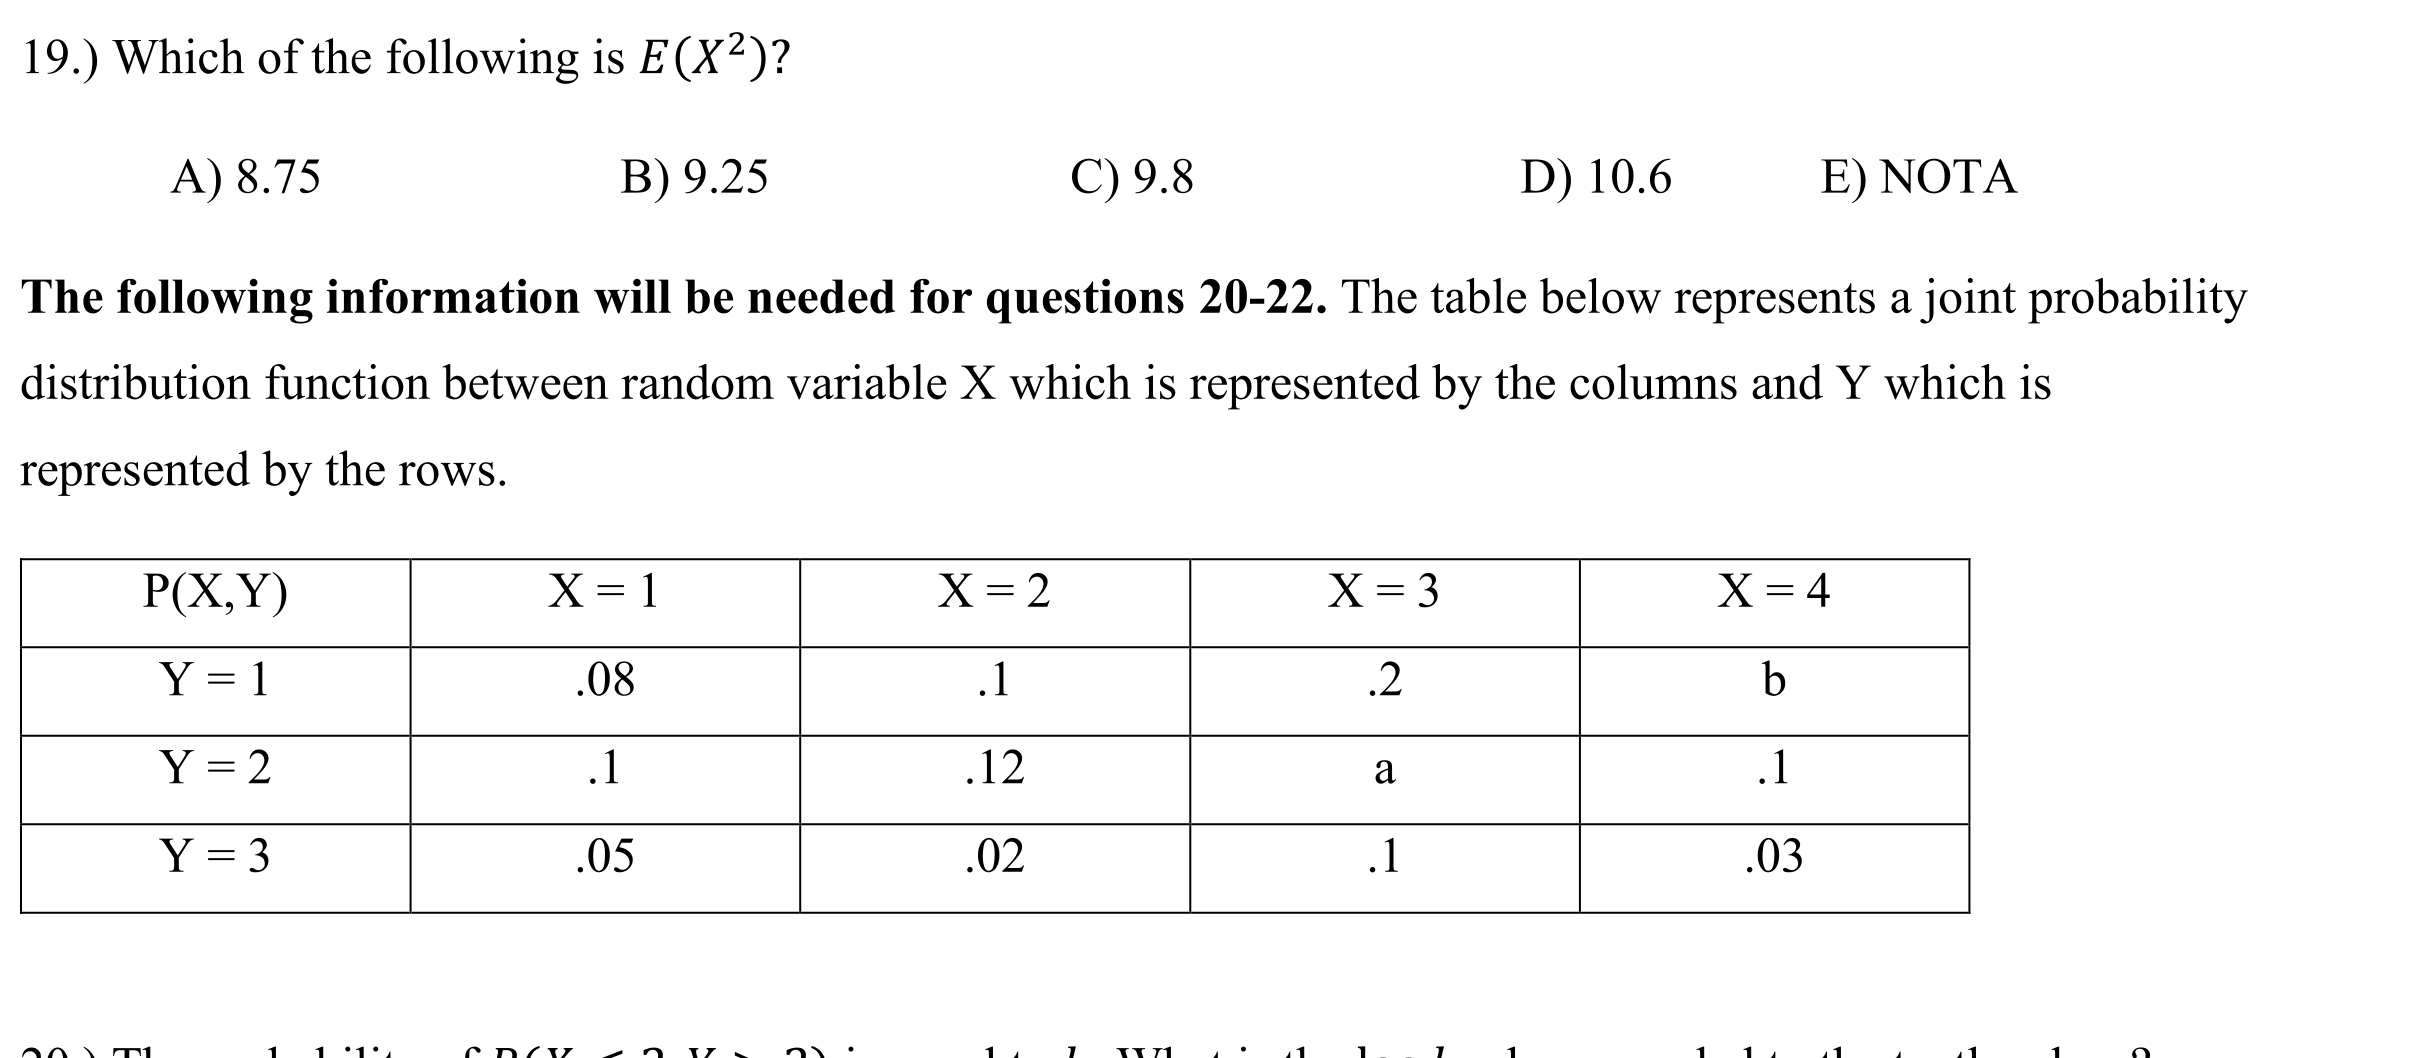 19.) Which of the following is E(X²)?
A) 8.75 B) 9.25 C) 9.8 D) 10.6 E) NOTA
The following information will be needed for questions 20-22. The table below represents a joint probability
distribution function between random variable X which is represented by the columns and Y which is
represented by the rows.
P(X,Y) X = 1 X = 2 X = 3 X = 4
Y = 1 .08 .1 .2 b
Y = 2 .1 .12 a .1
Y = 3 .05 .02 .1 .03